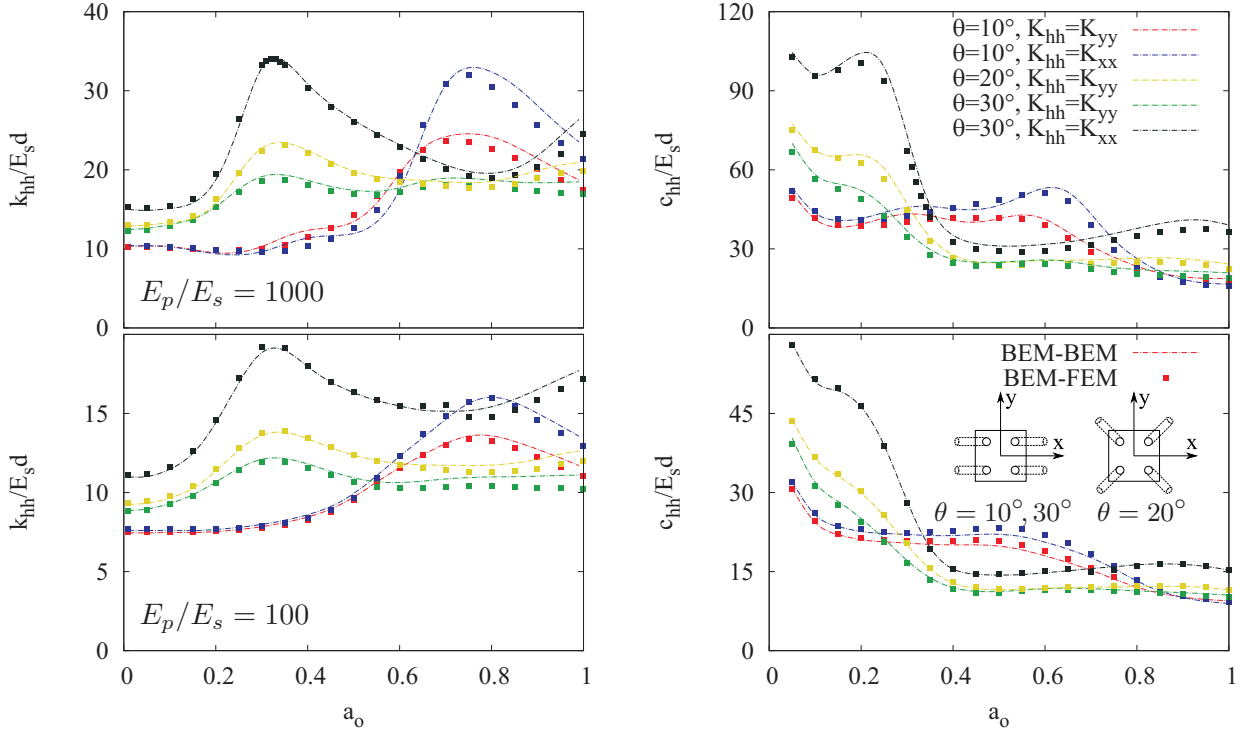 40
30
20
10
0
k_hh/E_s d
E_p/E_s = 1000
120
90
60
30
0
c_hh/E_s d
θ=10°, K_hh=K_yy
θ=10°, K_hh=K_xx
θ=20°, K_hh=K_yy
θ=30°, K_hh=K_yy
θ=30°, K_hh=K_xx
15
10
5
0
k_hh/E_s d
E_p/E_s = 100
0 0.2 0.4 0.6 0.8 1
a_o
45
30
15
0
c_hh/E_s d
BEM-BEM
BEM-FEM
y y
x x
θ = 10°, 30° θ = 20°
0 0.2 0.4 0.6 0.8 1
a_o